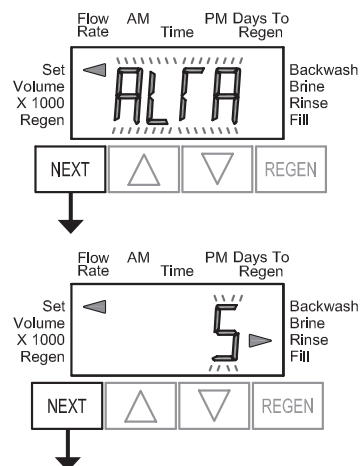 Flow AM PM Days To
Rate Time Regen
Set
Volume
X 1000
Regen
ALTA
Backwash
Brine
Rinse
Fill
NEXT REGEN
Flow AM PM Days To
Rate Time Regen
Set
Volume
X 1000
Regen
5
Backwash
Brine
Rinse
Fill
NEXT REGEN